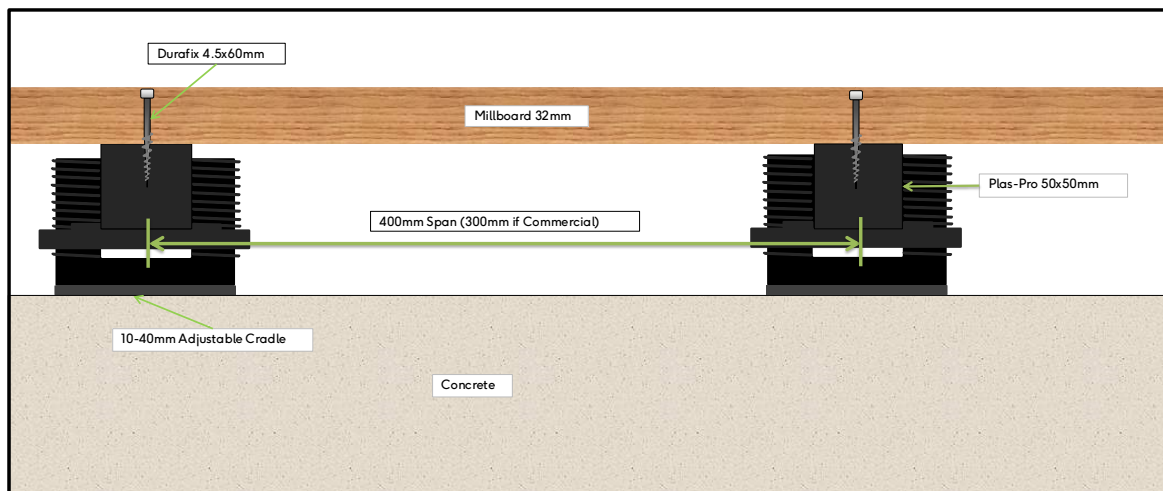 Durafix 4.5x60mm
Millboard 32mm
Plas-Pro 50x50mm
400mm Span (300mm if Commercial)
10-40mm Adjustable Cradle
Concrete